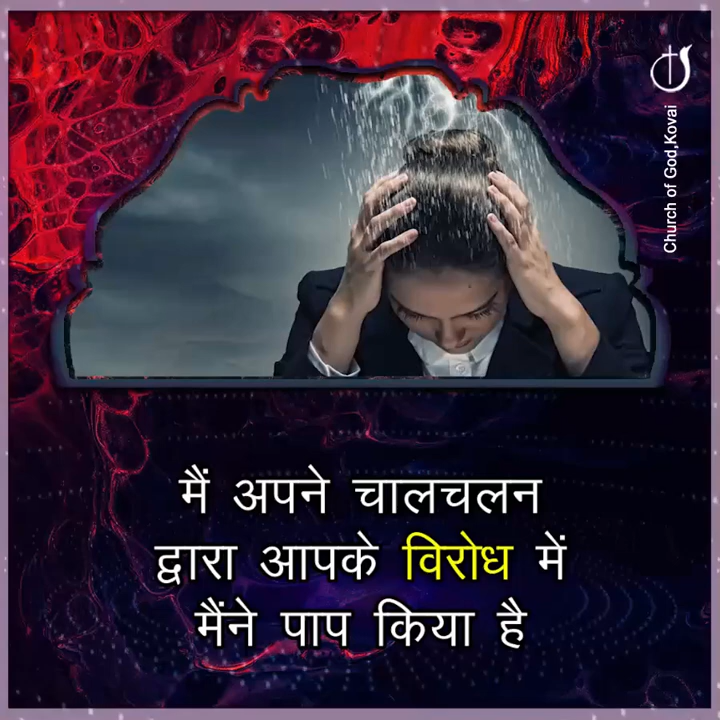 Church of God,Kovai
मैं अपने चालचलन
द्वारा आपके विरोध में
मैंने पाप किया है